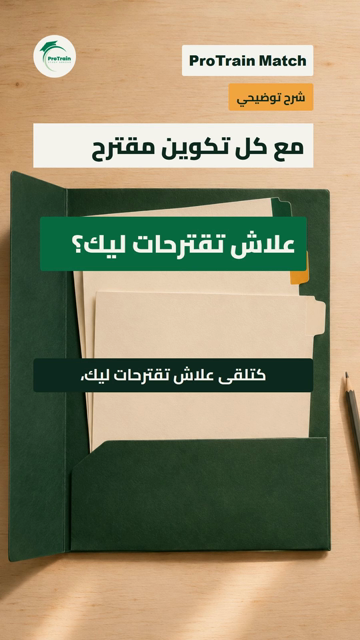 ProTrain
ProTrain Match
شرح توضيحي
مع كل تكوين مقترح
علاش تقترحات ليك؟
كتلقى علاش تقترحات ليك،